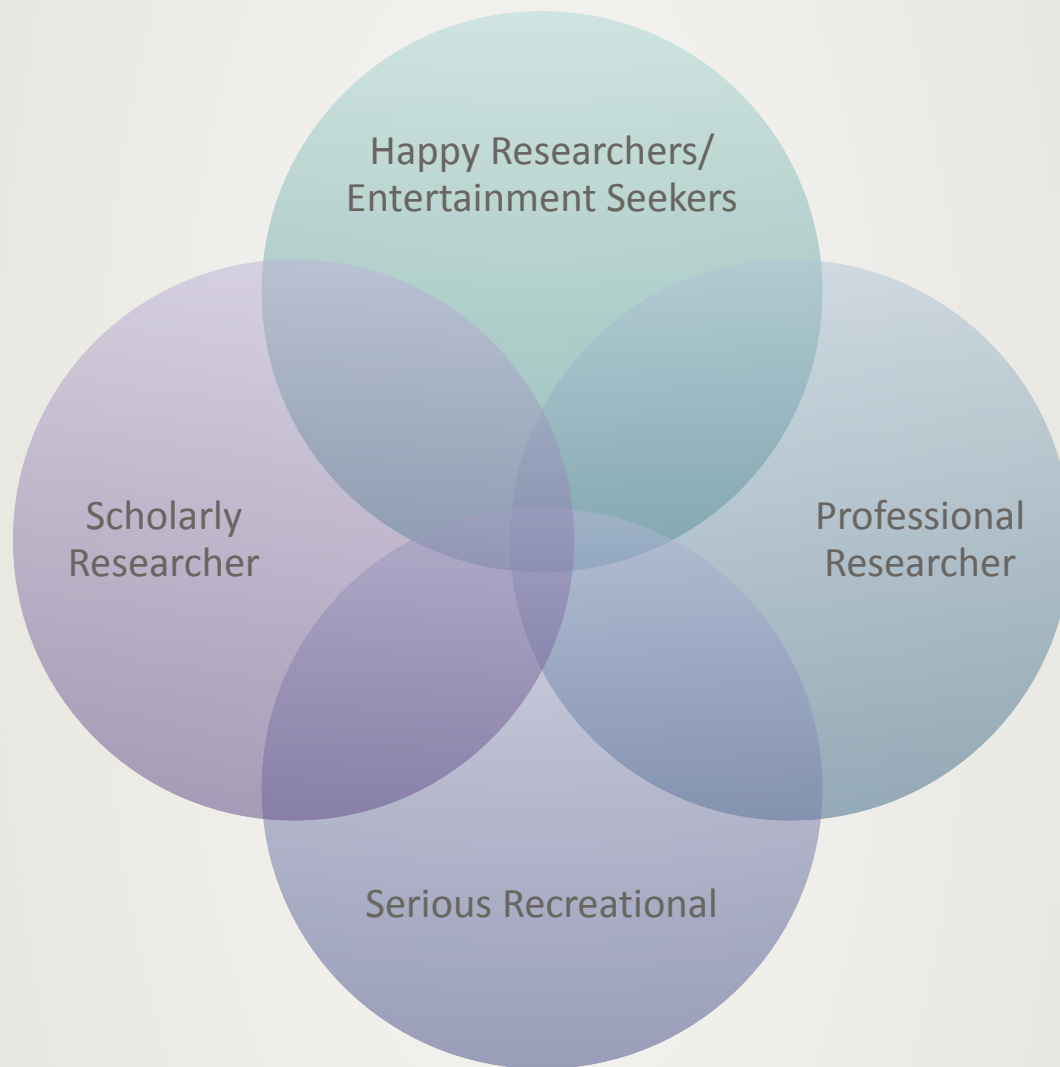 Happy Researchers/
Entertainment Seekers
Scholarly
Researcher
Professional
Researcher
Serious Recreational